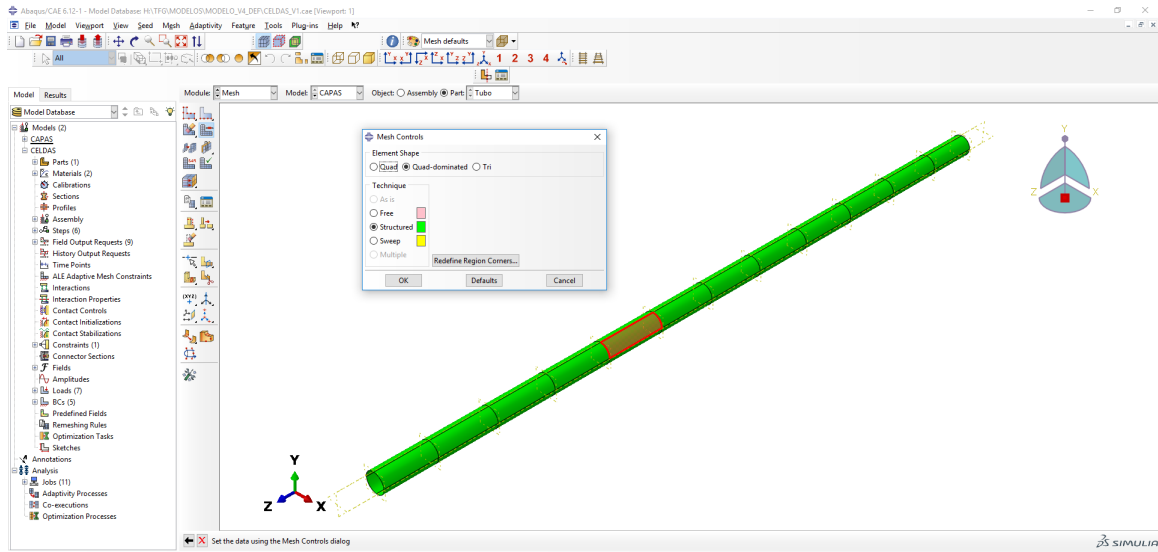 Abaqus/CAE 6.12-1 - Model Database: H:\TFG\MODELOS\MODELO_V4_DEF\CELDAS_V1.cae [Viewport: 1]
File Model Viewport View Seed Mesh Adaptivity Feature Tools Plug-ins Help
Mesh defaults
All
1 2 3 4
Model Results
Module: Mesh Model: CAPAS Object: Assembly Part: Tubo
Model Database
Models (2)
CAPAS
CELDAS
Parts (1)
Materials (2)
Calibrations
Sections
Profiles
Assembly
Steps (6)
Field Output Requests (9)
History Output Requests
Time Points
ALE Adaptive Mesh Constraints
Interactions
Interaction Properties
Contact Controls
Contact Initializations
Contact Stabilizations
Constraints (1)
Connector Sections
Fields
Amplitudes
Loads (7)
BCs (5)
Predefined Fields
Remeshing Rules
Optimization Tasks
Sketches
Annotations
Analysis
Jobs (11)
Adaptivity Processes
Co-executions
Optimization Processes
(XYZ)
Mesh Controls
Element Shape
Quad Quad-dominated Tri
Technique
As is
Free
Structured
Sweep
Multiple
Redefine Region Corners...
OK Defaults Cancel
Y
Z X
Y
Z X
Set the data using the Mesh Controls dialog
SIMULIA